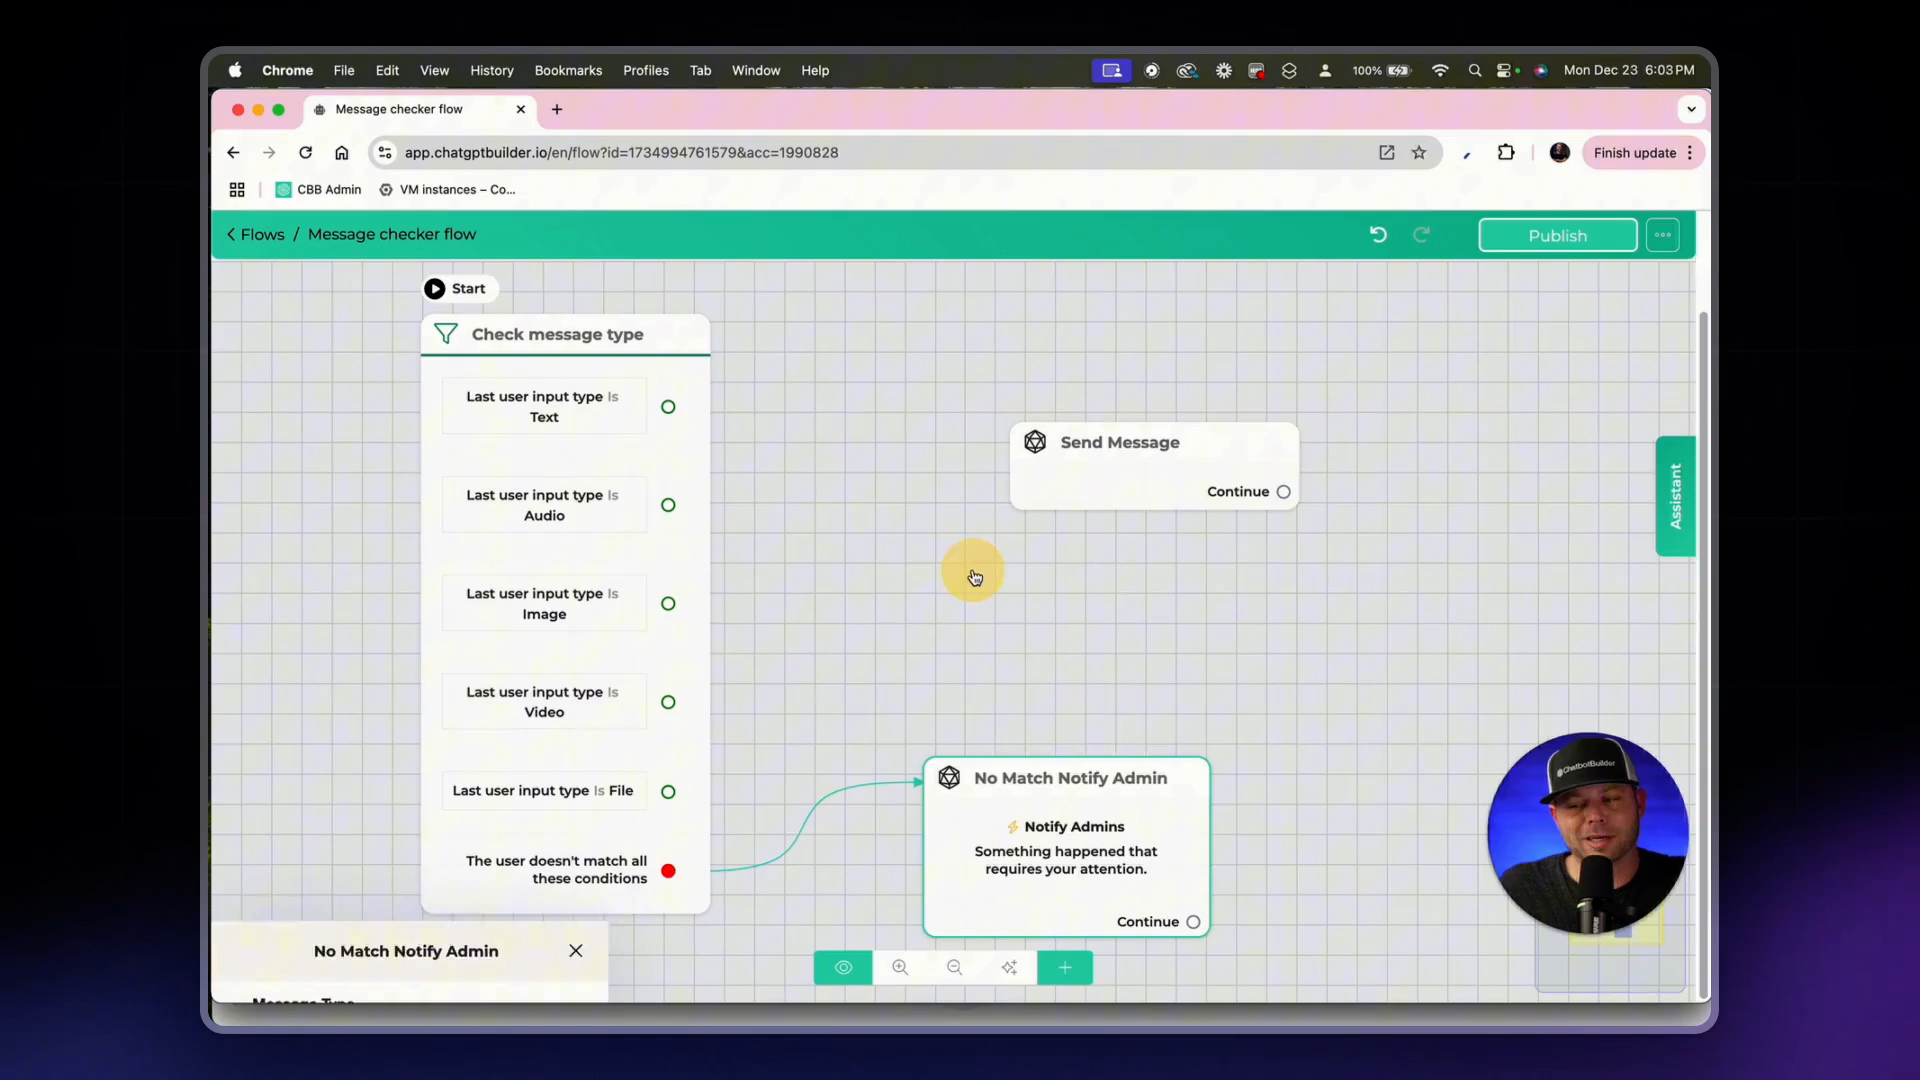 Chrome File Edit View History Bookmarks Profiles Tab Window Help 100% Mon Dec 23 6:03 PM
Message checker flow
app.chatgptbuilder.io/en/flow?id=1734994761579&acc=1990828
Finish update
CBB Admin
VM instances – Co...
Flows / Message checker flow
Publish
Start
Check message type
Last user input type Is
Text
Last user input type Is
Audio
Last user input type Is
Image
Last user input type Is
Video
Last user input type Is File
The user doesn't match all
these conditions
Send Message
Continue
Assistant
No Match Notify Admin
Notify Admins
Something happened that
requires your attention.
Continue
ChatbotBuilder
No Match Notify Admin
Message Type